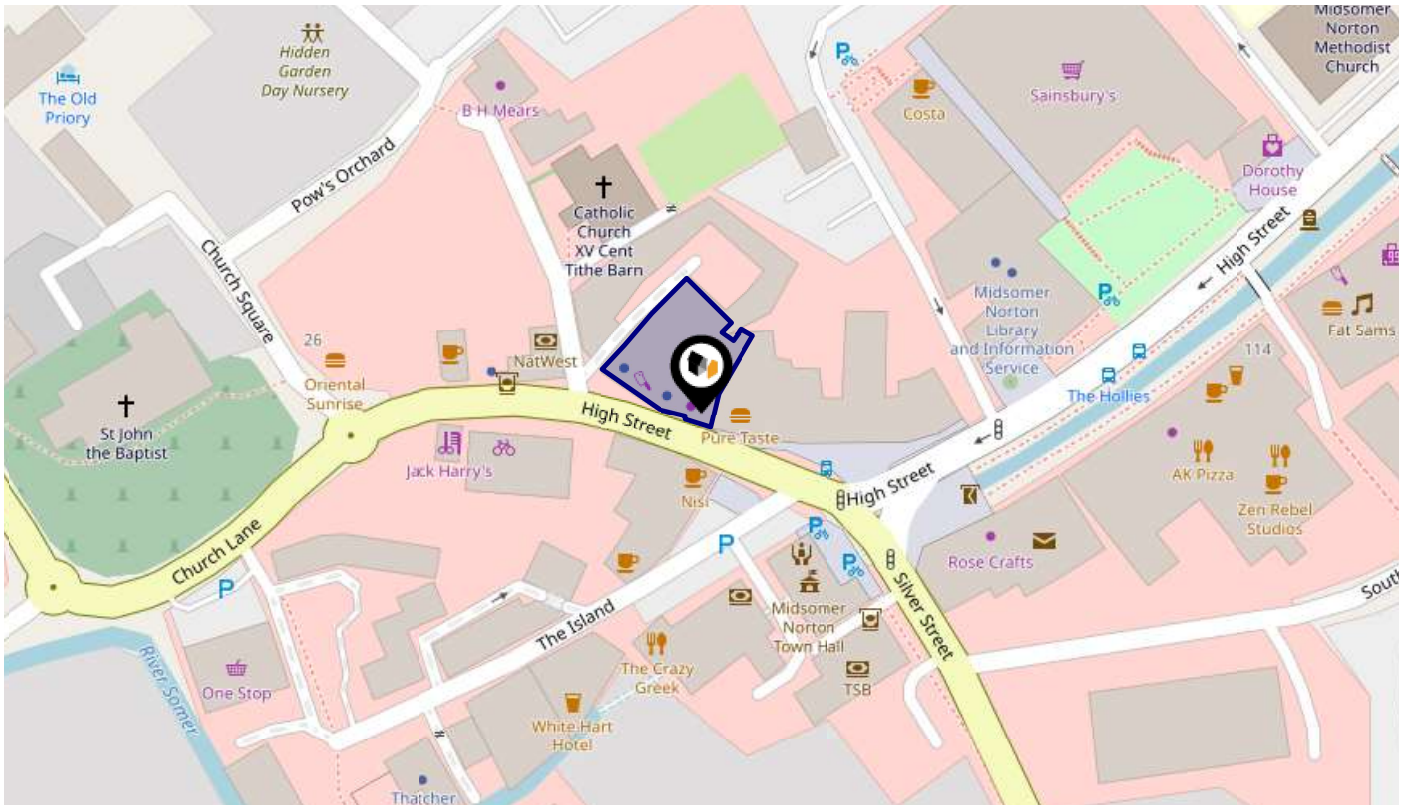 Midsomer
Norton
Methodist
Church
Hidden
Garden
Day Nursery
The Old
Priory
B H Mears
Costa
Sainsbury's
Pow's Orchard
Dorothy
House
Catholic
Church
XV Cent
Tithe Barn
Church Square
High Street
Midsomer
Norton
Library
and Information
Service
Fat Sams
26
NatWest
Oriental
Sunrise
114
The Hollies
St John
the Baptist
High Street
Pure Taste
Jack Harry's
AK Pizza
Nisi
High Street
Zen Rebel
Studios
Church Lane
Rose Crafts
P
P
P
P
P
P
South
Silver Street
The Island
Midsomer
Norton
Town Hall
River Somer
One Stop
The Crazy
Greek
TSB
White Hart
Hotel
Thatcher